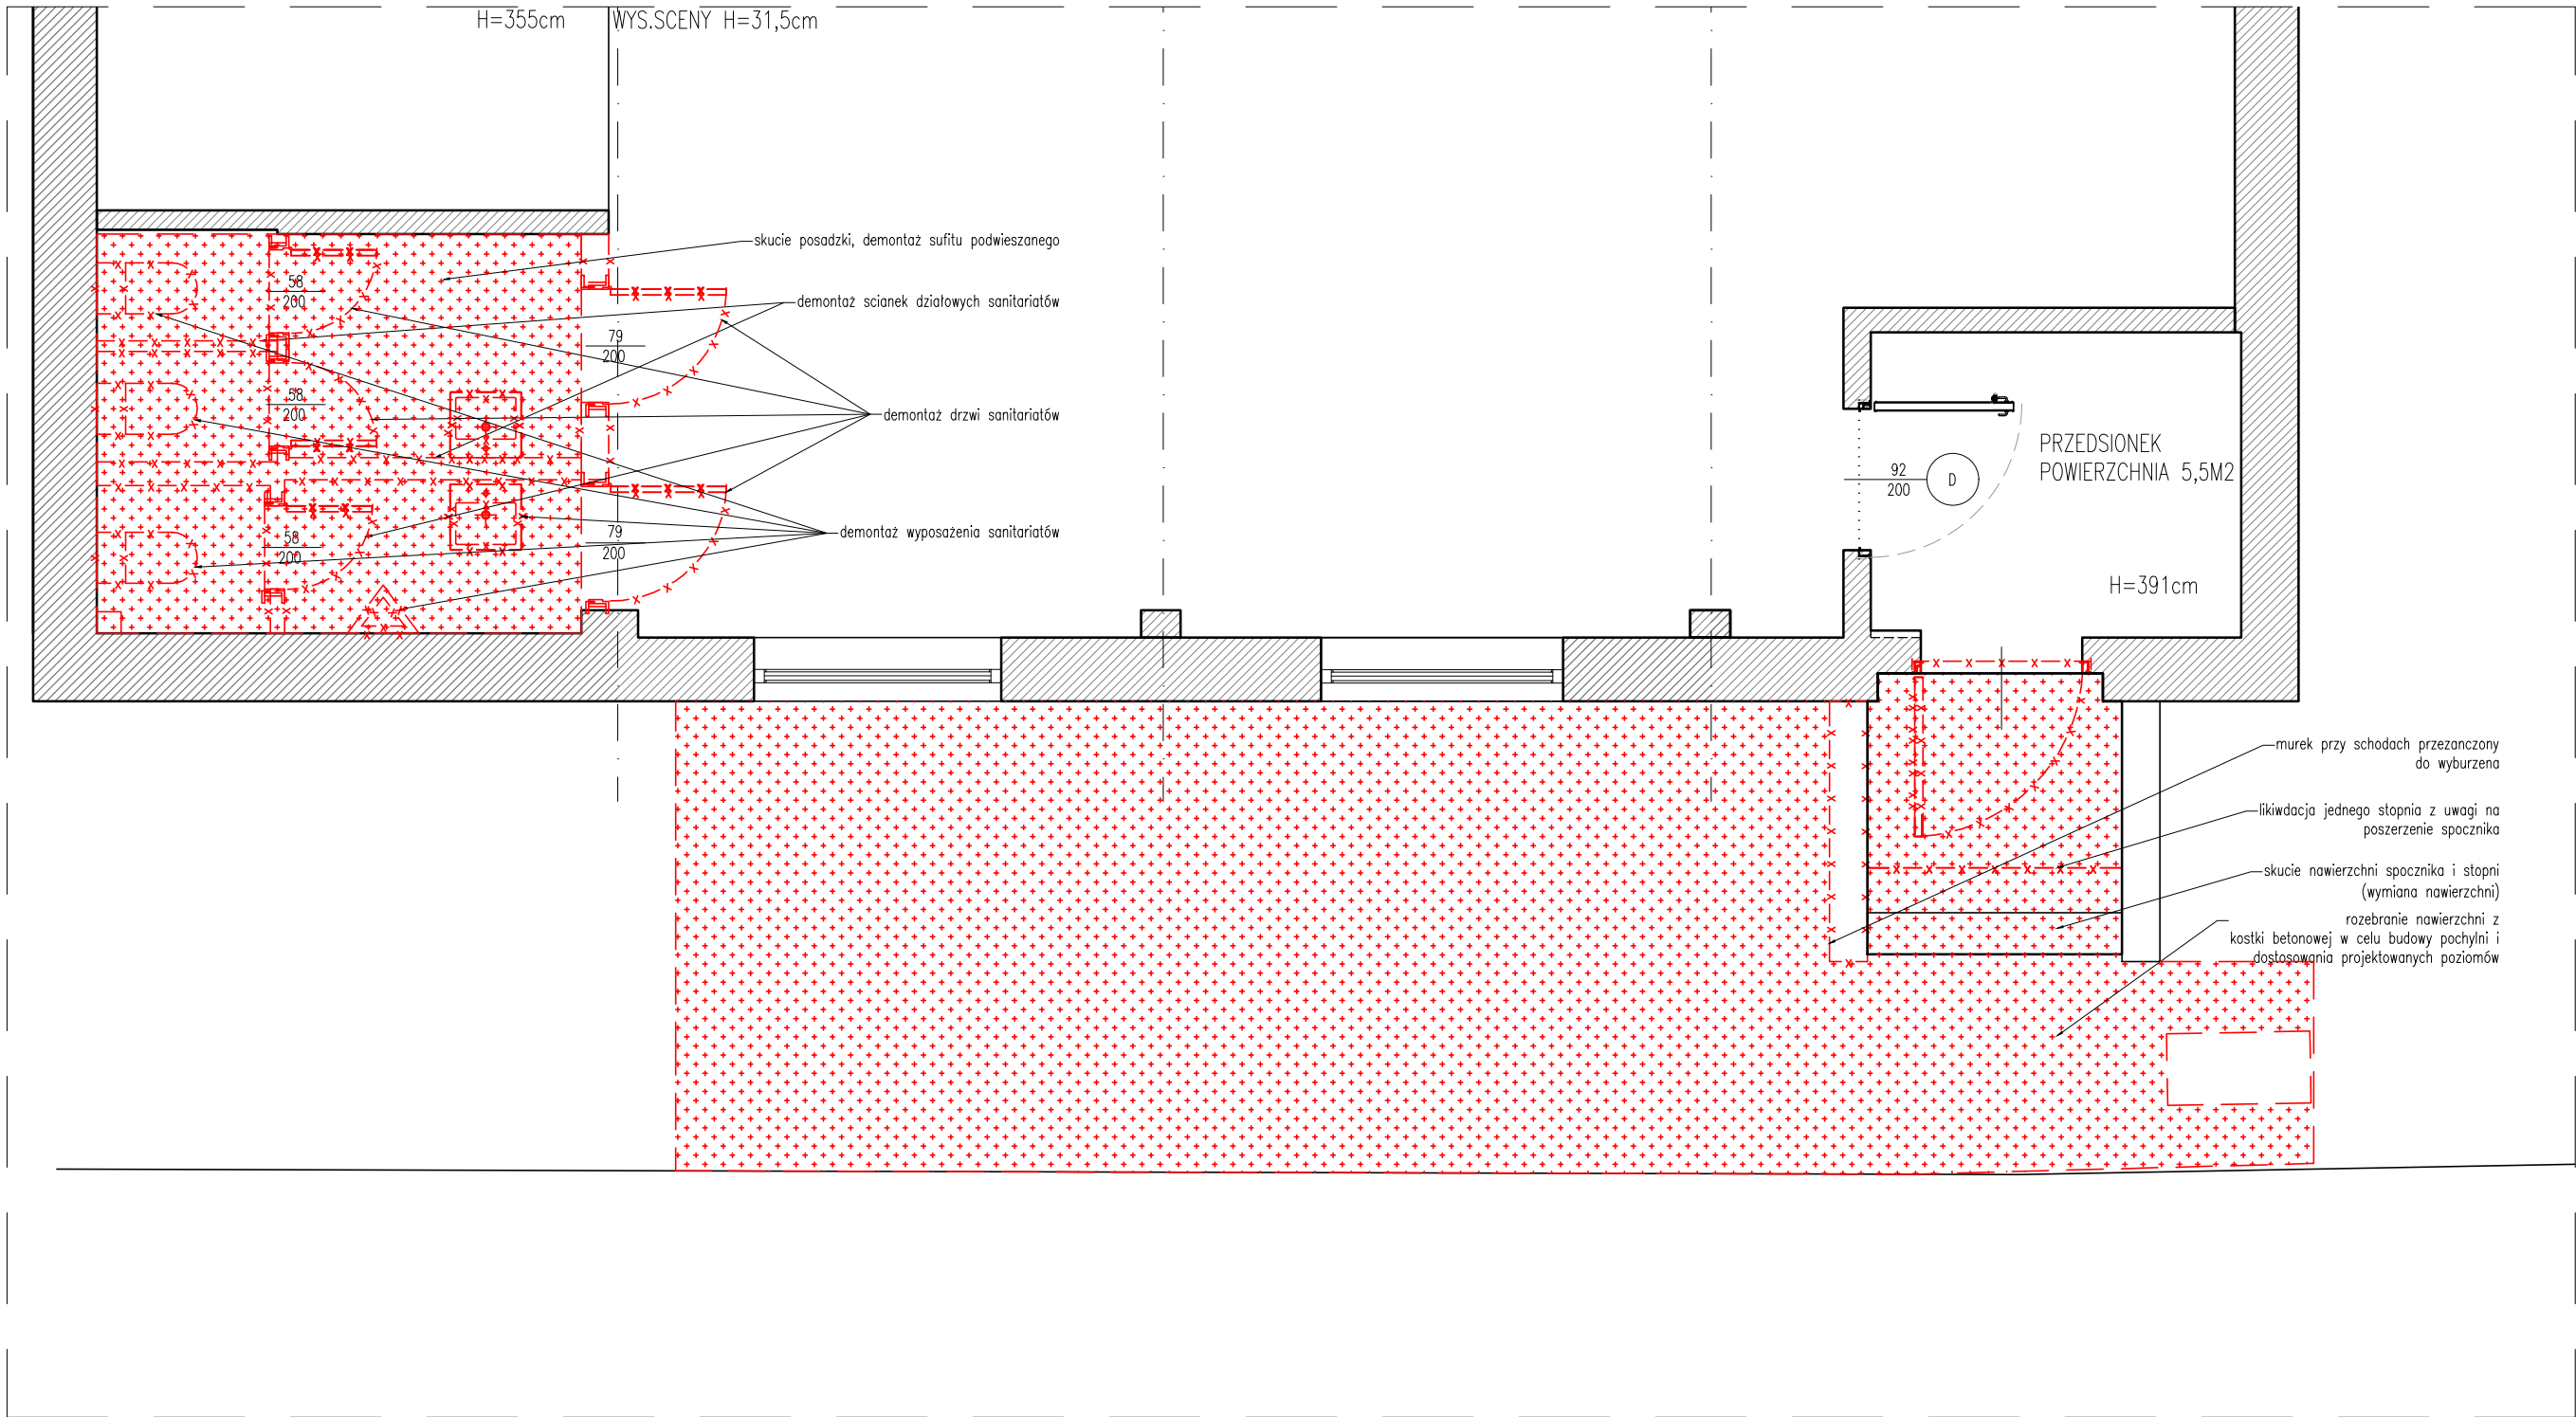 H=355cm
WYS.SCENY H=31,5cm
skucie posadzki, demontaż sufitu podwieszanego
demontaż scianek działowych sanitariatów
demontaż drzwi sanitariatów
demontaż wyposażenia sanitariatów
58
200
58
200
58
200
79
200
79
200
92
200
D
PRZEDSIONEK
POWIERZCHNIA 5,5M2
H=391cm
murek przy schodach przezanczony
do wyburzena
likiwdacja jednego stopnia z uwagi na
poszerzenie spocznika
skucie nawierzchni spocznika i stopni
(wymiana nawierzchni)
rozebranie nawierzchni z
kostki betonowej w celu budowy pochylni i
dostosowania projektowanych poziomów